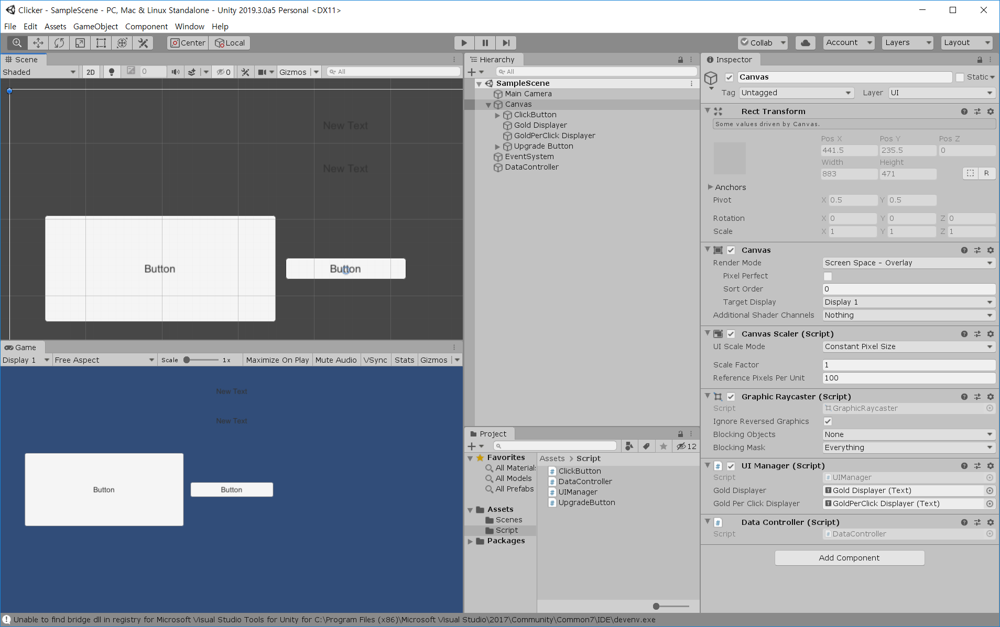 Clicker - SampleScene - PC, Mac & Linux Standalone - Unity 2019.3.0a5 Personal <DX11>
File Edit Assets GameObject Component Window Help
Center Local Collab Account Layers Layout
Scene
Shaded 2D 0 0 Gizmos All
New Text
New Text
Button Button
Game
Display 1 Free Aspect Scale 1x Maximize On Play Mute Audio VSync Stats Gizmos
New Text
New Text
Button Button
Hierarchy
All
SampleScene
Main Camera
Canvas
ClickButton
Gold Displayer
GoldPerClick Displayer
Upgrade Button
EventSystem
DataController
Project
12
Favorites
All Material
All Models
All Prefabs
Assets
Scenes
Script
Packages
Assets > Script
ClickButton
DataController
UIManager
UpgradeButton
Inspector
Canvas Static
Tag Untagged Layer UI
Rect Transform
Some values driven by Canvas.
Pos X Pos Y Pos Z
441.5 235.5 0
Width Height
883 471 R
Anchors
Pivot X 0.5 Y 0.5
Rotation X 0 Y 0 Z 0
Scale X 1 Y 1 Z 1
Canvas
Render Mode Screen Space - Overlay
Pixel Perfect
Sort Order 0
Target Display Display 1
Additional Shader Channels Nothing
Canvas Scaler (Script)
UI Scale Mode Constant Pixel Size
Scale Factor 1
Reference Pixels Per Unit 100
Graphic Raycaster (Script)
Script GraphicRaycaster
Ignore Reversed Graphics
Blocking Objects None
Blocking Mask Everything
UI Manager (Script)
Script UIManager
Gold Displayer Gold Displayer (Text)
Gold Per Click Displayer GoldPerClick Displayer (Text)
Data Controller (Script)
Script DataController
Add Component
Unable to find bridge dll in registry for Microsoft Visual Studio Tools for Unity for C:\Program Files (x86)\Microsoft Visual Studio\2017\Community\Common7\IDE\devenv.exe